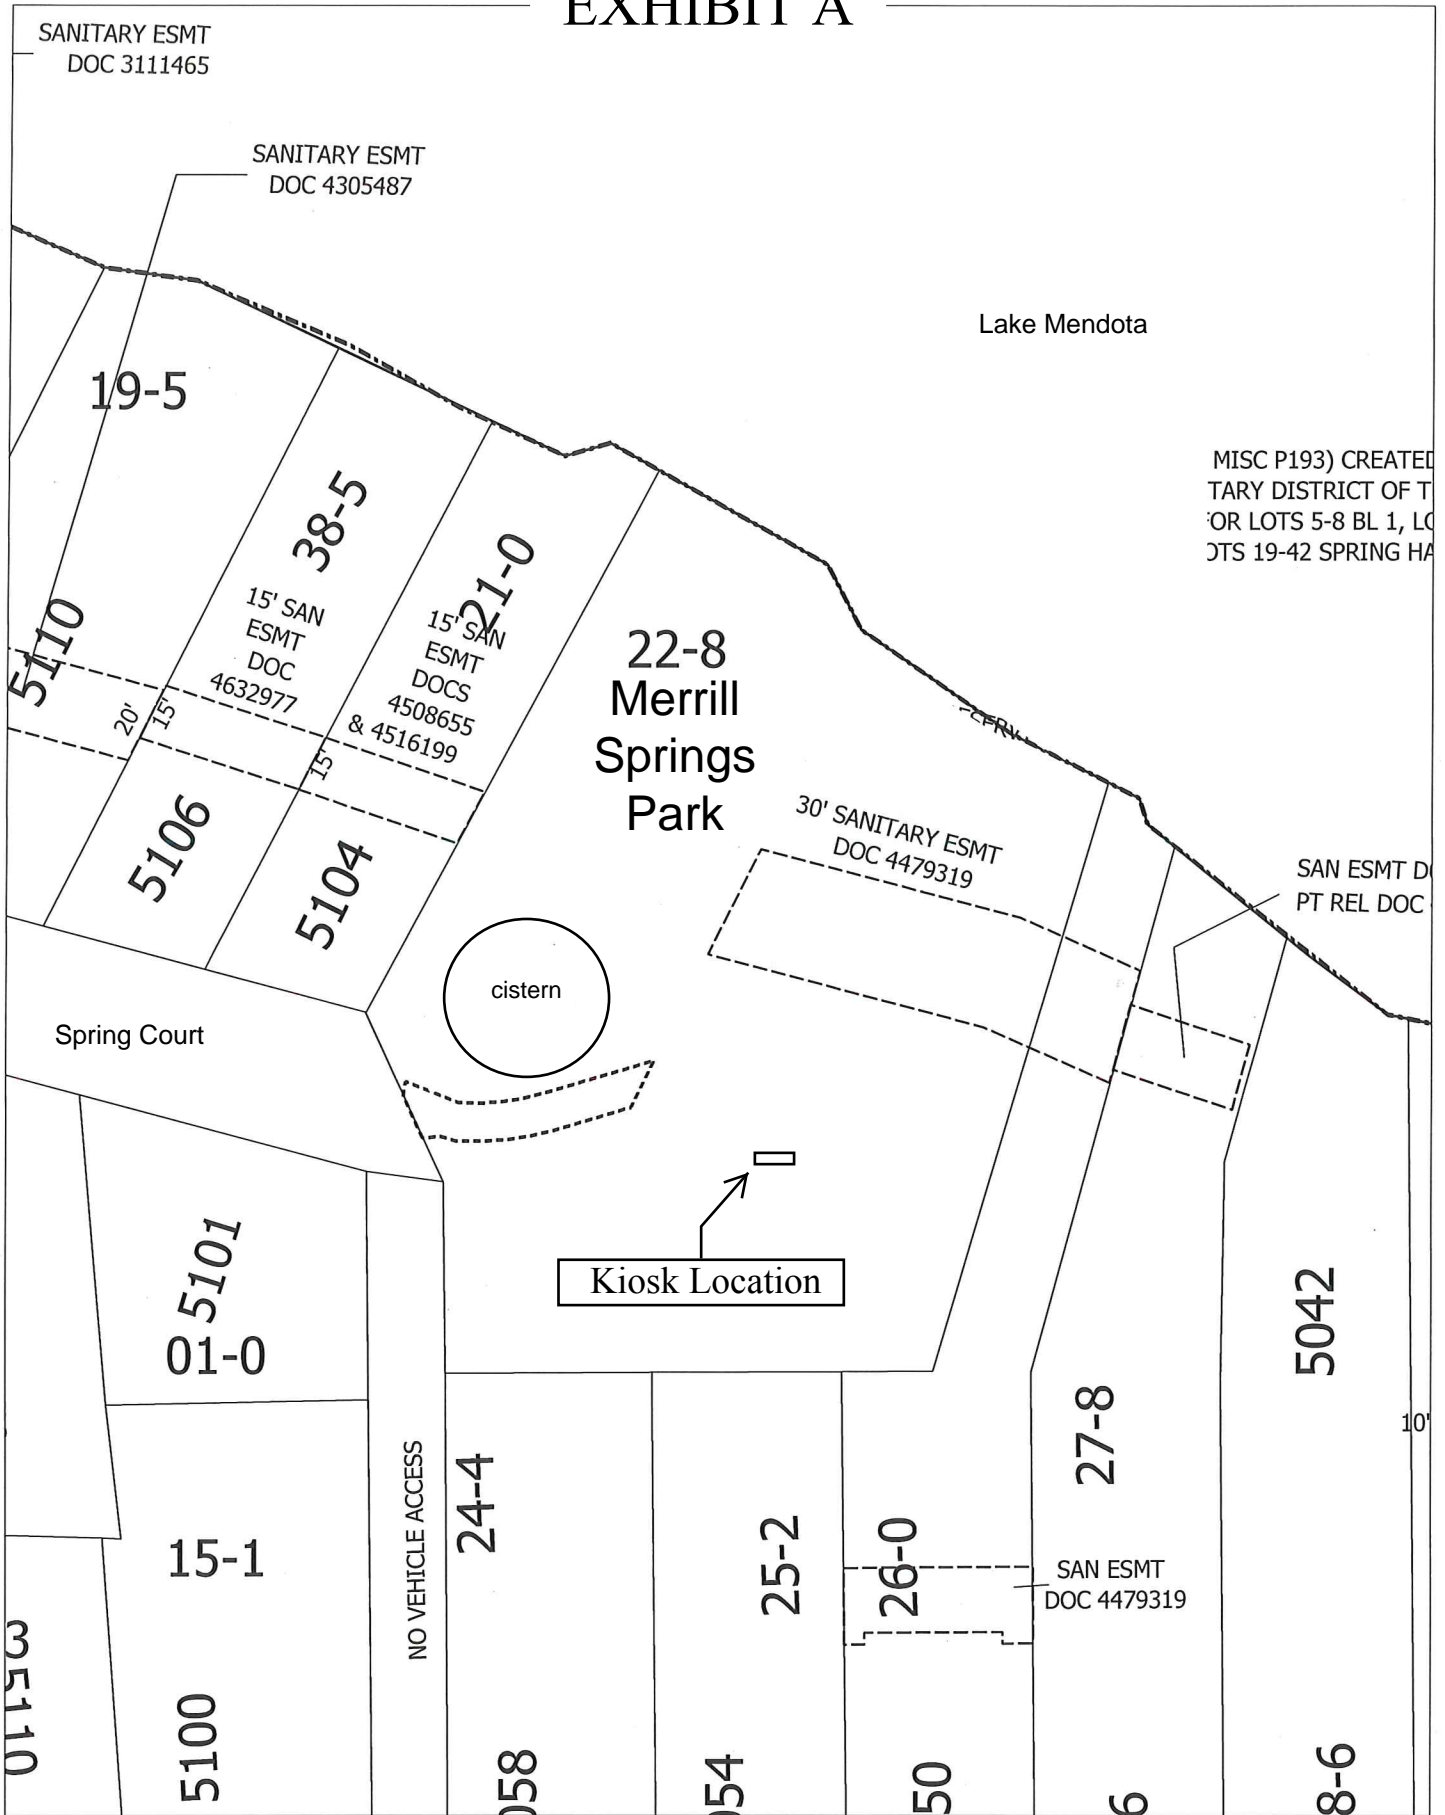 EXHIBIT A
SANITARY ESMT
DOC 3111465
SANITARY ESMT
DOC 4305487
Lake Mendota
19-5
MISC P193) CREATED
TARY DISTRICT OF T
OR LOTS 5-8 BL 1, LO
OTS 19-42 SPRING HA
38-5
15' SAN
ESMT
DOC
4632977
21-0
15' SAN
ESMT
DOCS
4508655
& 4516199
22-8
Merrill
Springs
Park
5110
20'
15'
15'
30' SANITARY ESMT
DOC 4479319
5106
5104
SAN ESMT D
PT REL DOC
cistern
Spring Court
Kiosk Location
5101
01-0
5042
27-8
10'
NO VEHICLE ACCESS
24-4
25-2
26-0
15-1
SAN ESMT
DOC 4479319
3
5110
5100
058
054
50
6
8-6